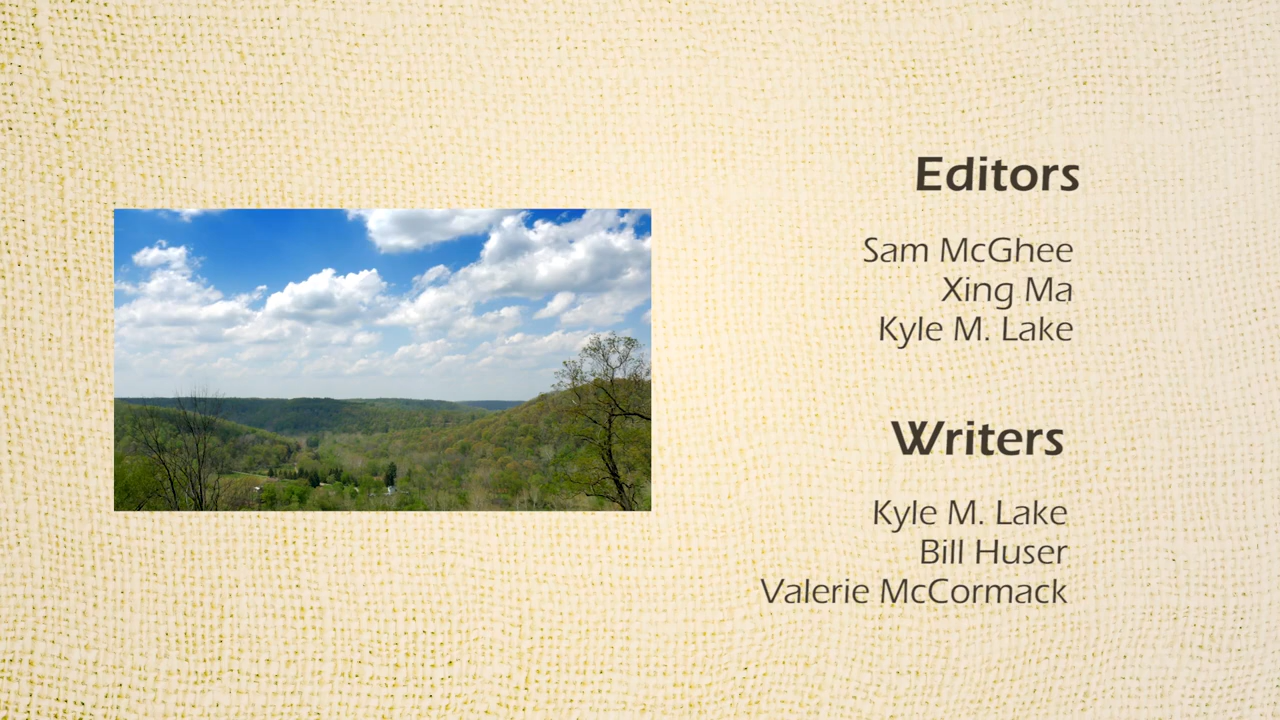 Editors
Sam McGhee
Xing Ma
Kyle M. Lake
Writers
Kyle M. Lake
Bill Huser
Valerie McCormack